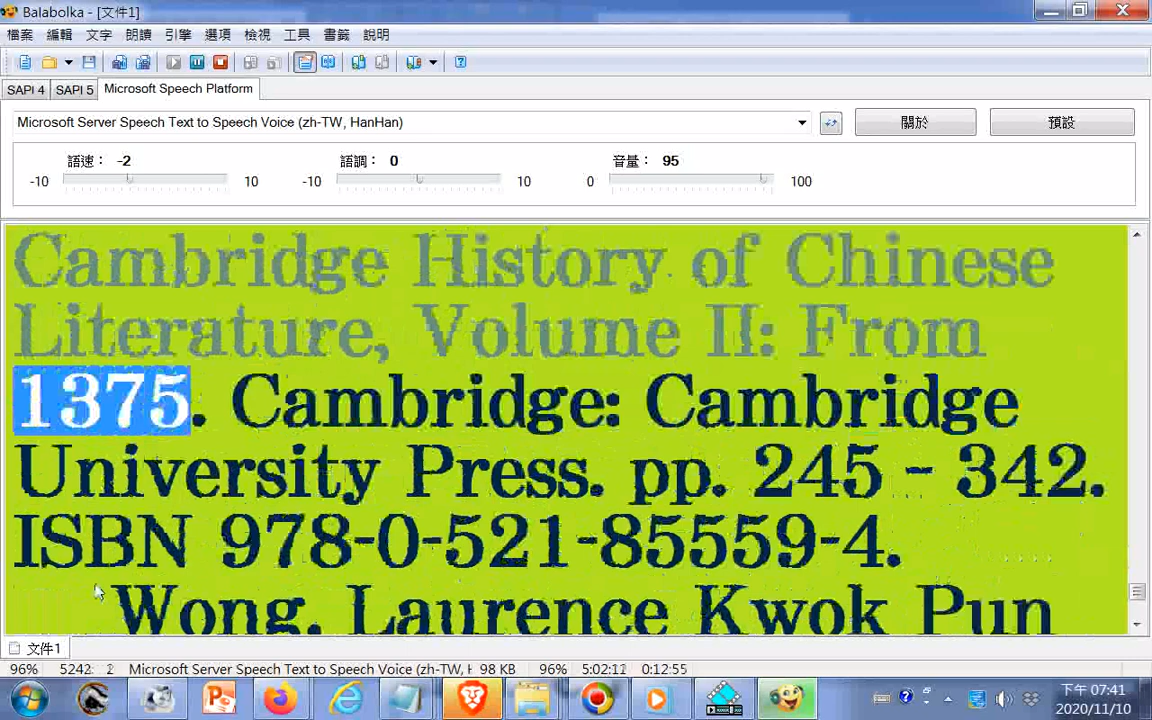 Balabolka - [文件1]
檔案 編輯 文字 朗讀 引擎 選項 檢視 工具 書籤 說明
SAPI 4 SAPI 5 Microsoft Speech Platform
Microsoft Server Speech Text to Speech Voice (zh-TW, HanHan)
關於 預設
語速： -2 語調： 0 音量： 95
-10 10 -10 10 0 100
Cambridge History of Chinese
Literature, Volume II: From
1375. Cambridge: Cambridge
University Press. pp. 245 - 342.
ISBN 978-0-521-85559-4.
Wong, Laurence Kwok Pun
文件1
96% 5242: 2 Microsoft Server Speech Text to Speech Voice (zh-TW, H 98 KB 96% 5:02:11 0:12:55
下午 07:41
2020/11/10